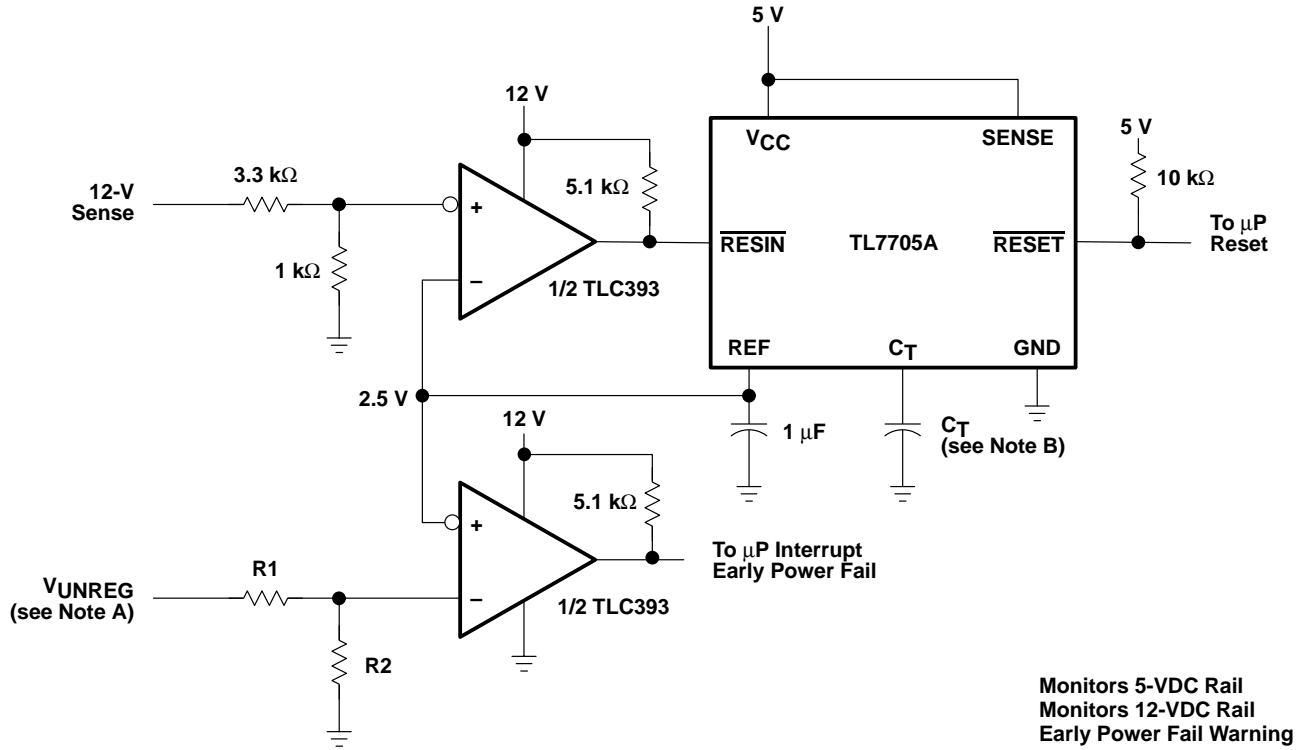 5 V
12 V
VCC
SENSE
5 V
3.3 kΩ
5.1 kΩ
10 kΩ
12-V
Sense
+
RESIN
TL7705A
RESET
To μP
Reset
1 kΩ
–
1/2 TLC393
REF
CT
GND
2.5 V
12 V
1 μF
CT
(see Note B)
5.1 kΩ
+
To μP Interrupt
Early Power Fail
R1
VUNREG
(see Note A)
–
1/2 TLC393
R2
Monitors 5-VDC Rail
Monitors 12-VDC Rail
Early Power Fail Warning